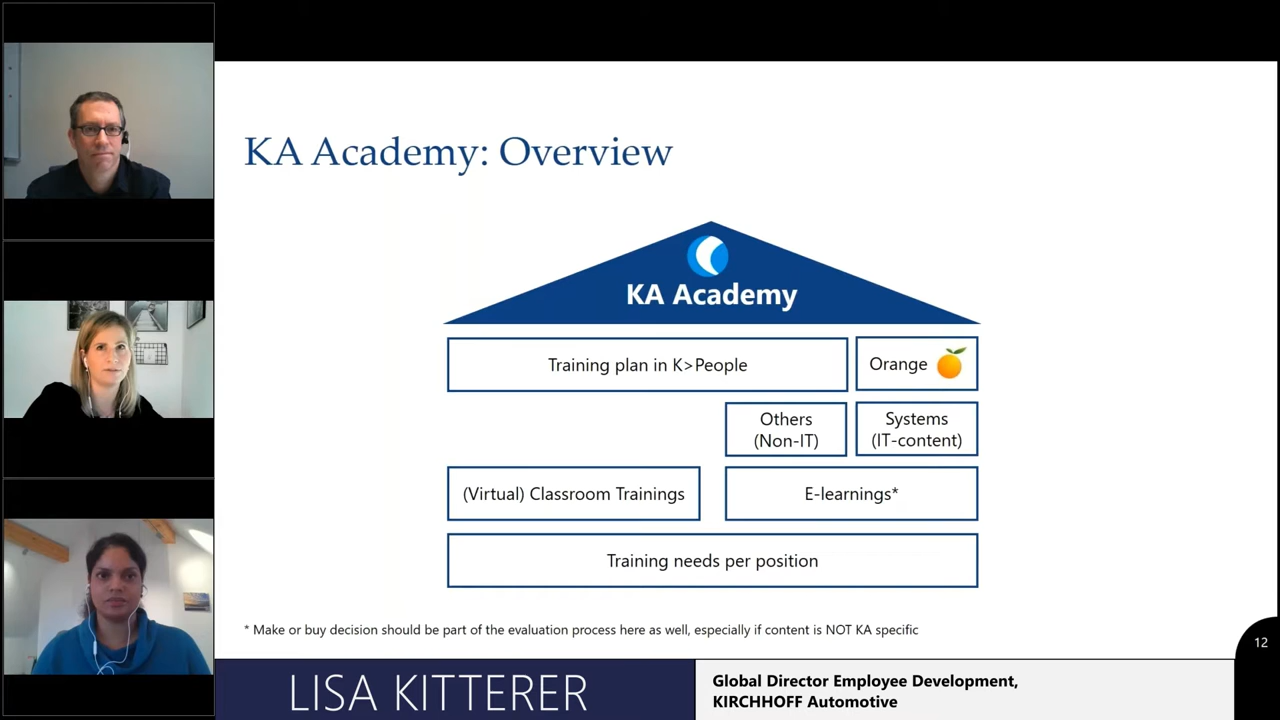 KA Academy: Overview
KA Academy
Training plan in K>People
Orange
Others
(Non-IT)
Systems
(IT-content)
(Virtual) Classroom Trainings
E-learnings*
Training needs per position
* Make or buy decision should be part of the evaluation process here as well, especially if content is NOT KA specific
12
LISA KITTERER
Global Director Employee Development,
KIRCHHOFF Automotive